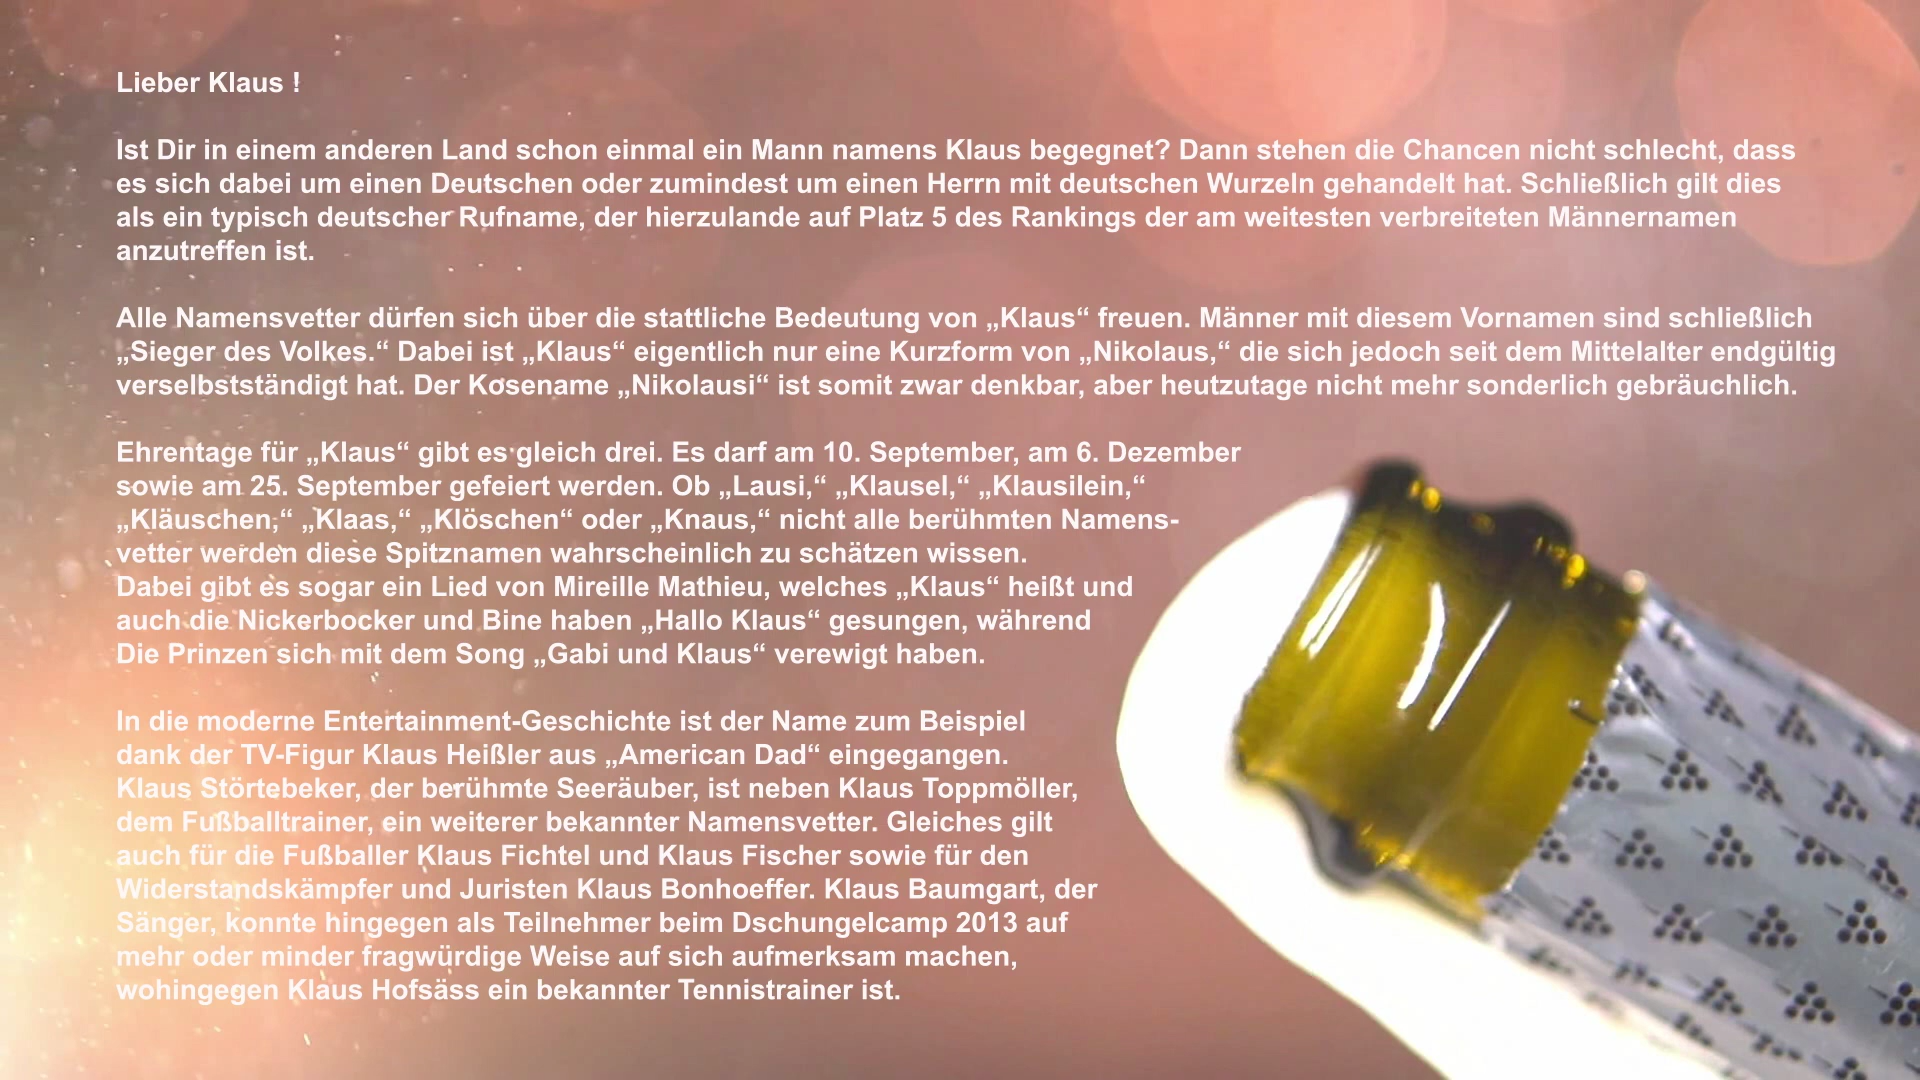 Lieber Klaus !
Ist Dir in einem anderen Land schon einmal ein Mann namens Klaus begegnet? Dann stehen die Chancen nicht schlecht, dass
es sich dabei um einen Deutschen oder zumindest um einen Herrn mit deutschen Wurzeln gehandelt hat. Schließlich gilt dies
als ein typisch deutscher Rufname, der hierzulande auf Platz 5 des Rankings der am weitesten verbreiteten Männernamen
anzutreffen ist.
Alle Namensvetter dürfen sich über die stattliche Bedeutung von „Klaus“ freuen. Männer mit diesem Vornamen sind schließlich
„Sieger des Volkes.“ Dabei ist „Klaus“ eigentlich nur eine Kurzform von „Nikolaus,“ die sich jedoch seit dem Mittelalter endgültig
verselbstständigt hat. Der Kosename „Nikolausi“ ist somit zwar denkbar, aber heutzutage nicht mehr sonderlich gebräuchlich.
Ehrentage für „Klaus“ gibt es gleich drei. Es darf am 10. September, am 6. Dezember
sowie am 25. September gefeiert werden. Ob „Lausi,“ „Klausel,“ „Klausilein,“
„Kläuschen,“ „Klaas,“ „Klöschen“ oder „Knaus,“ nicht alle berühmten Namens-
vetter werden diese Spitznamen wahrscheinlich zu schätzen wissen.
Dabei gibt es sogar ein Lied von Mireille Mathieu, welches „Klaus“ heißt und
auch die Nickerbocker und Bine haben „Hallo Klaus“ gesungen, während
Die Prinzen sich mit dem Song „Gabi und Klaus“ verewigt haben.
In die moderne Entertainment-Geschichte ist der Name zum Beispiel
dank der TV-Figur Klaus Heißler aus „American Dad“ eingegangen.
Klaus Störtebeker, der berühmte Seeräuber, ist neben Klaus Toppmöller,
dem Fußballtrainer, ein weiterer bekannter Namensvetter. Gleiches gilt
auch für die Fußballer Klaus Fichtel und Klaus Fischer sowie für den
Widerstandskämpfer und Juristen Klaus Bonhoeffer. Klaus Baumgart, der
Sänger, konnte hingegen als Teilnehmer beim Dschungelcamp 2013 auf
mehr oder minder fragwürdige Weise auf sich aufmerksam machen,
wohingegen Klaus Hofsäss ein bekannter Tennistrainer ist.